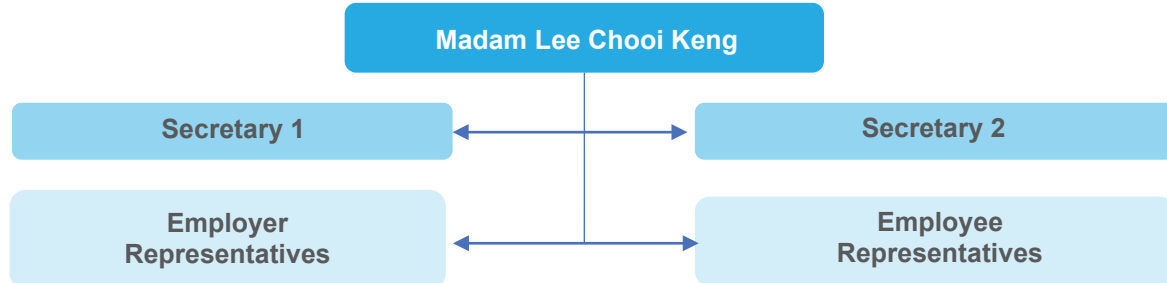 Madam Lee Chooi Keng
Secretary 1
Secretary 2
Employer
Representatives
Employee
Representatives